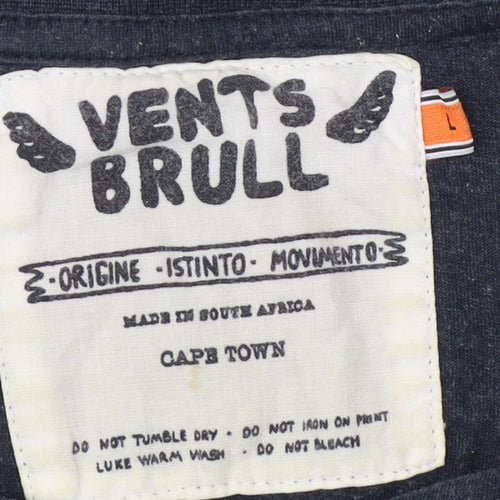 VENTS
BRULL
L
· ORIGINE · ISTINTO · MOVIMENTO ·
MADE IN SOUTH AFRICA
CAPE TOWN
DO NOT TUMBLE DRY · DO NOT IRON ON PRINT
LUKE WARM WASH · DO NOT BLEACH